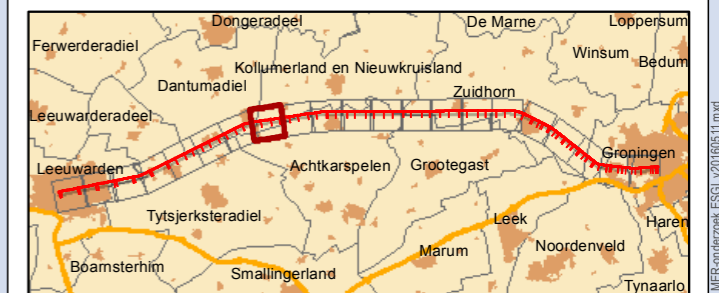 Dongeradeel
De Marne
Loppersum
Ferwerderadiel
Winsum
Bedum
Kollumerland en Nieuwkruisland
Dantumadiel
Zuidhorn
Leeuwarderadeel
Groningen
Leeuwarden
Achtkarspelen
Grootegast
Tytsjerksteradiel
Leek
Haren
Noordenveld
Marum
Boarnsterhim
Smallingerland
Tynaarlo
MER-onderzoek ESGL v20160511.mxd